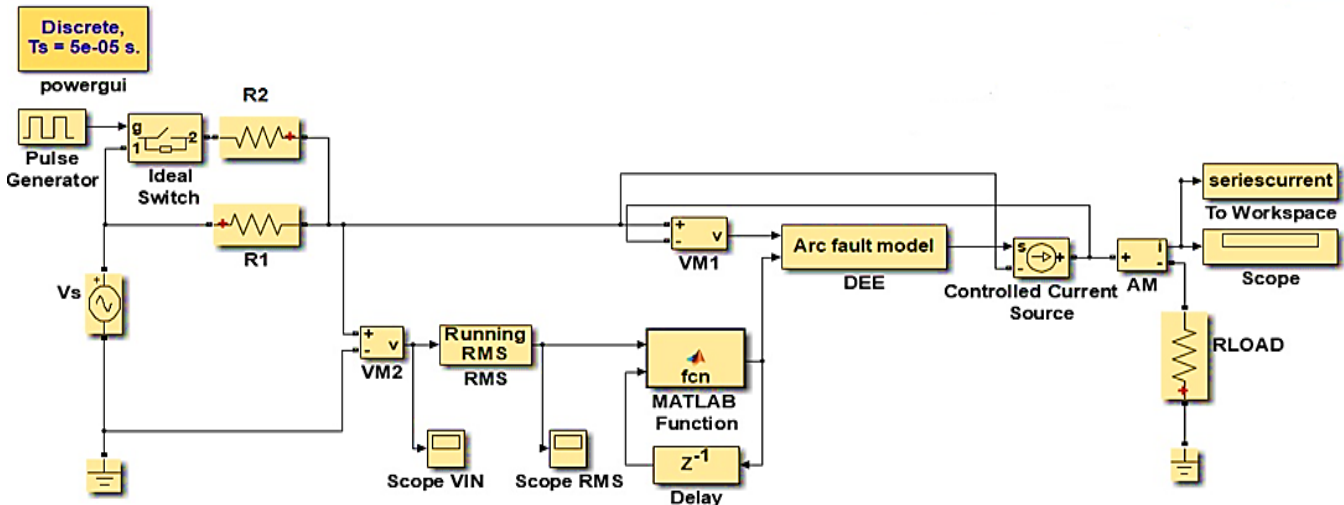 Discrete,
Ts = 5e-05 s.
powergui
R2
g
1
2
Pulse
Generator
Ideal
Switch
+
R1
Vs
+
+
-
v
VM1
Arc fault model
DEE
s
-
+
Controlled Current
Source
+
i
-
AM
seriescurrent
To Workspace
Scope
+
-
v
VM2
Running
RMS
RMS
fcn
MATLAB
Function
RLOAD
+
Scope VIN
Scope RMS
Z-1
Delay